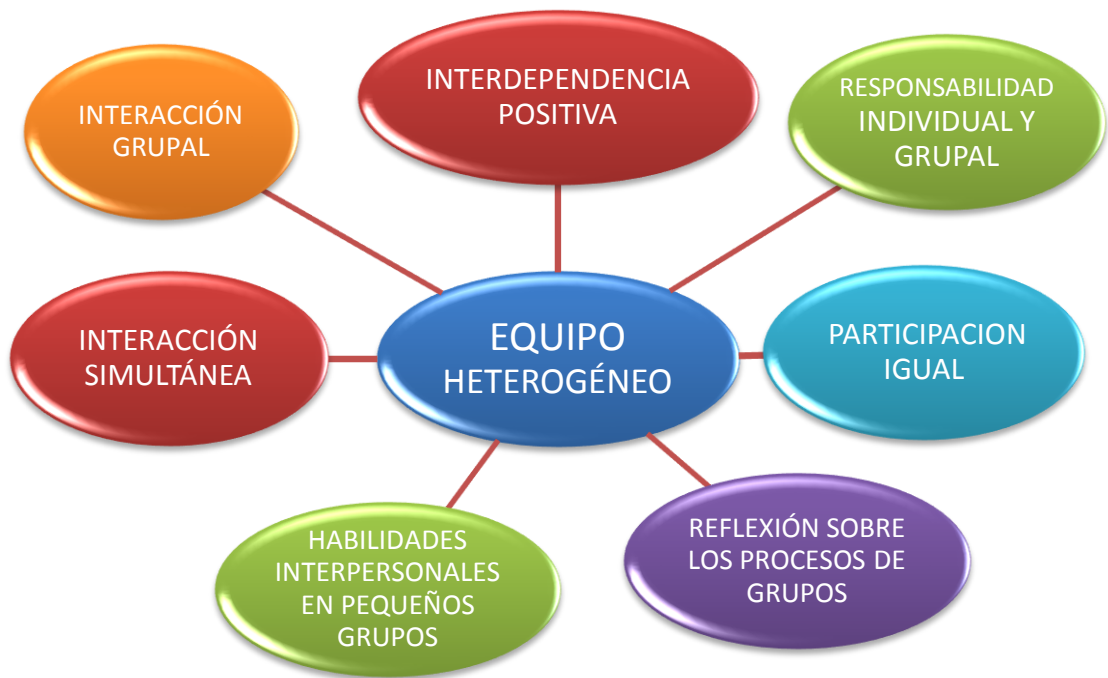 INTERACCIÓN
GRUPAL
INTERDEPENDENCIA
POSITIVA
RESPONSABILIDAD
INDIVIDUAL Y
GRUPAL
INTERACCIÓN
SIMULTÁNEA
EQUIPO
HETEROGÉNEO
PARTICIPACION
IGUAL
HABILIDADES
INTERPERSONALES
EN PEQUEÑOS
GRUPOS
REFLEXIÓN SOBRE
LOS PROCESOS DE
GRUPOS